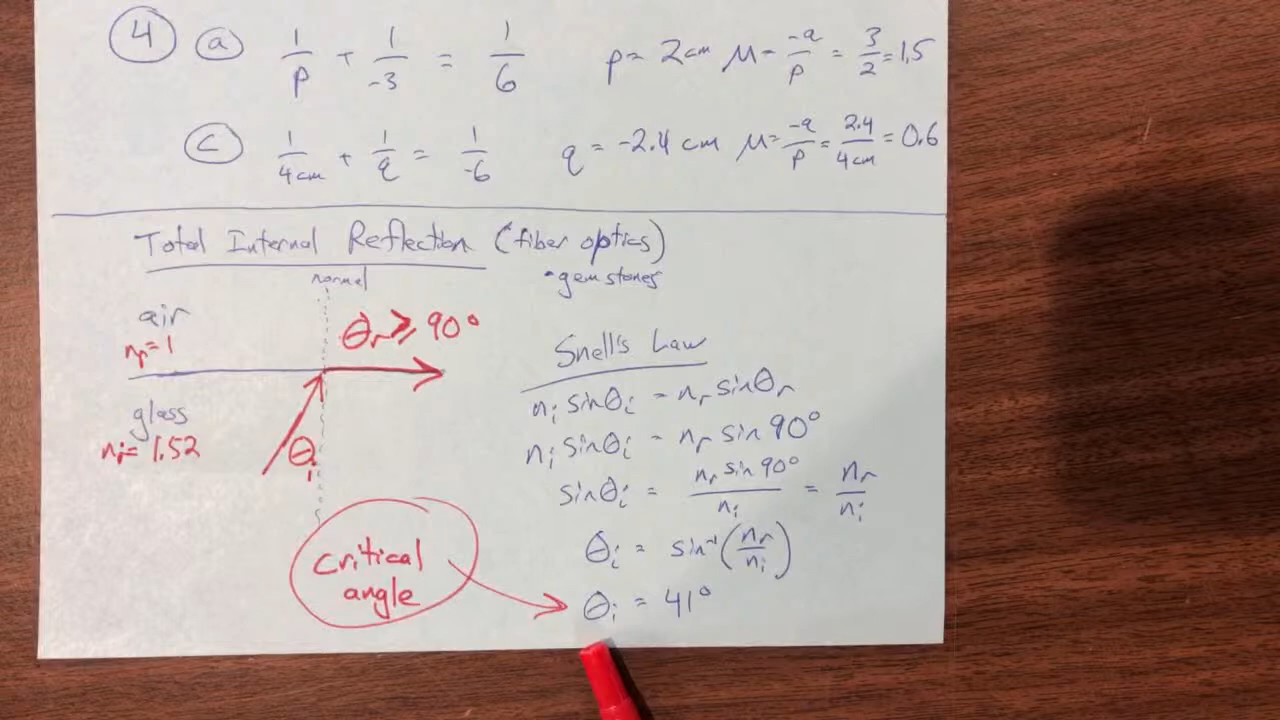 4 a 1/P + 1/-3 = 1/6 p = 2cm M = -q/p = 3/2 = 1.5
c 1/4cm + 1/q = 1/-6 q = -2.4 cm M = -q/p = 2.4/4cm = 0.6
Total Internal Reflection (fiber optics)
normal
• gem stones
air
nr = 1
θr ≥ 90°
glass
ni = 1.52
θi
critical
angle
Snell's Law
ni sinθi = nr sinθr
ni sinθi = nr sin 90°
sinθi = nr sin 90°/ni = nr/ni
θi = sin⁻¹(nr/ni)
θi = 41°